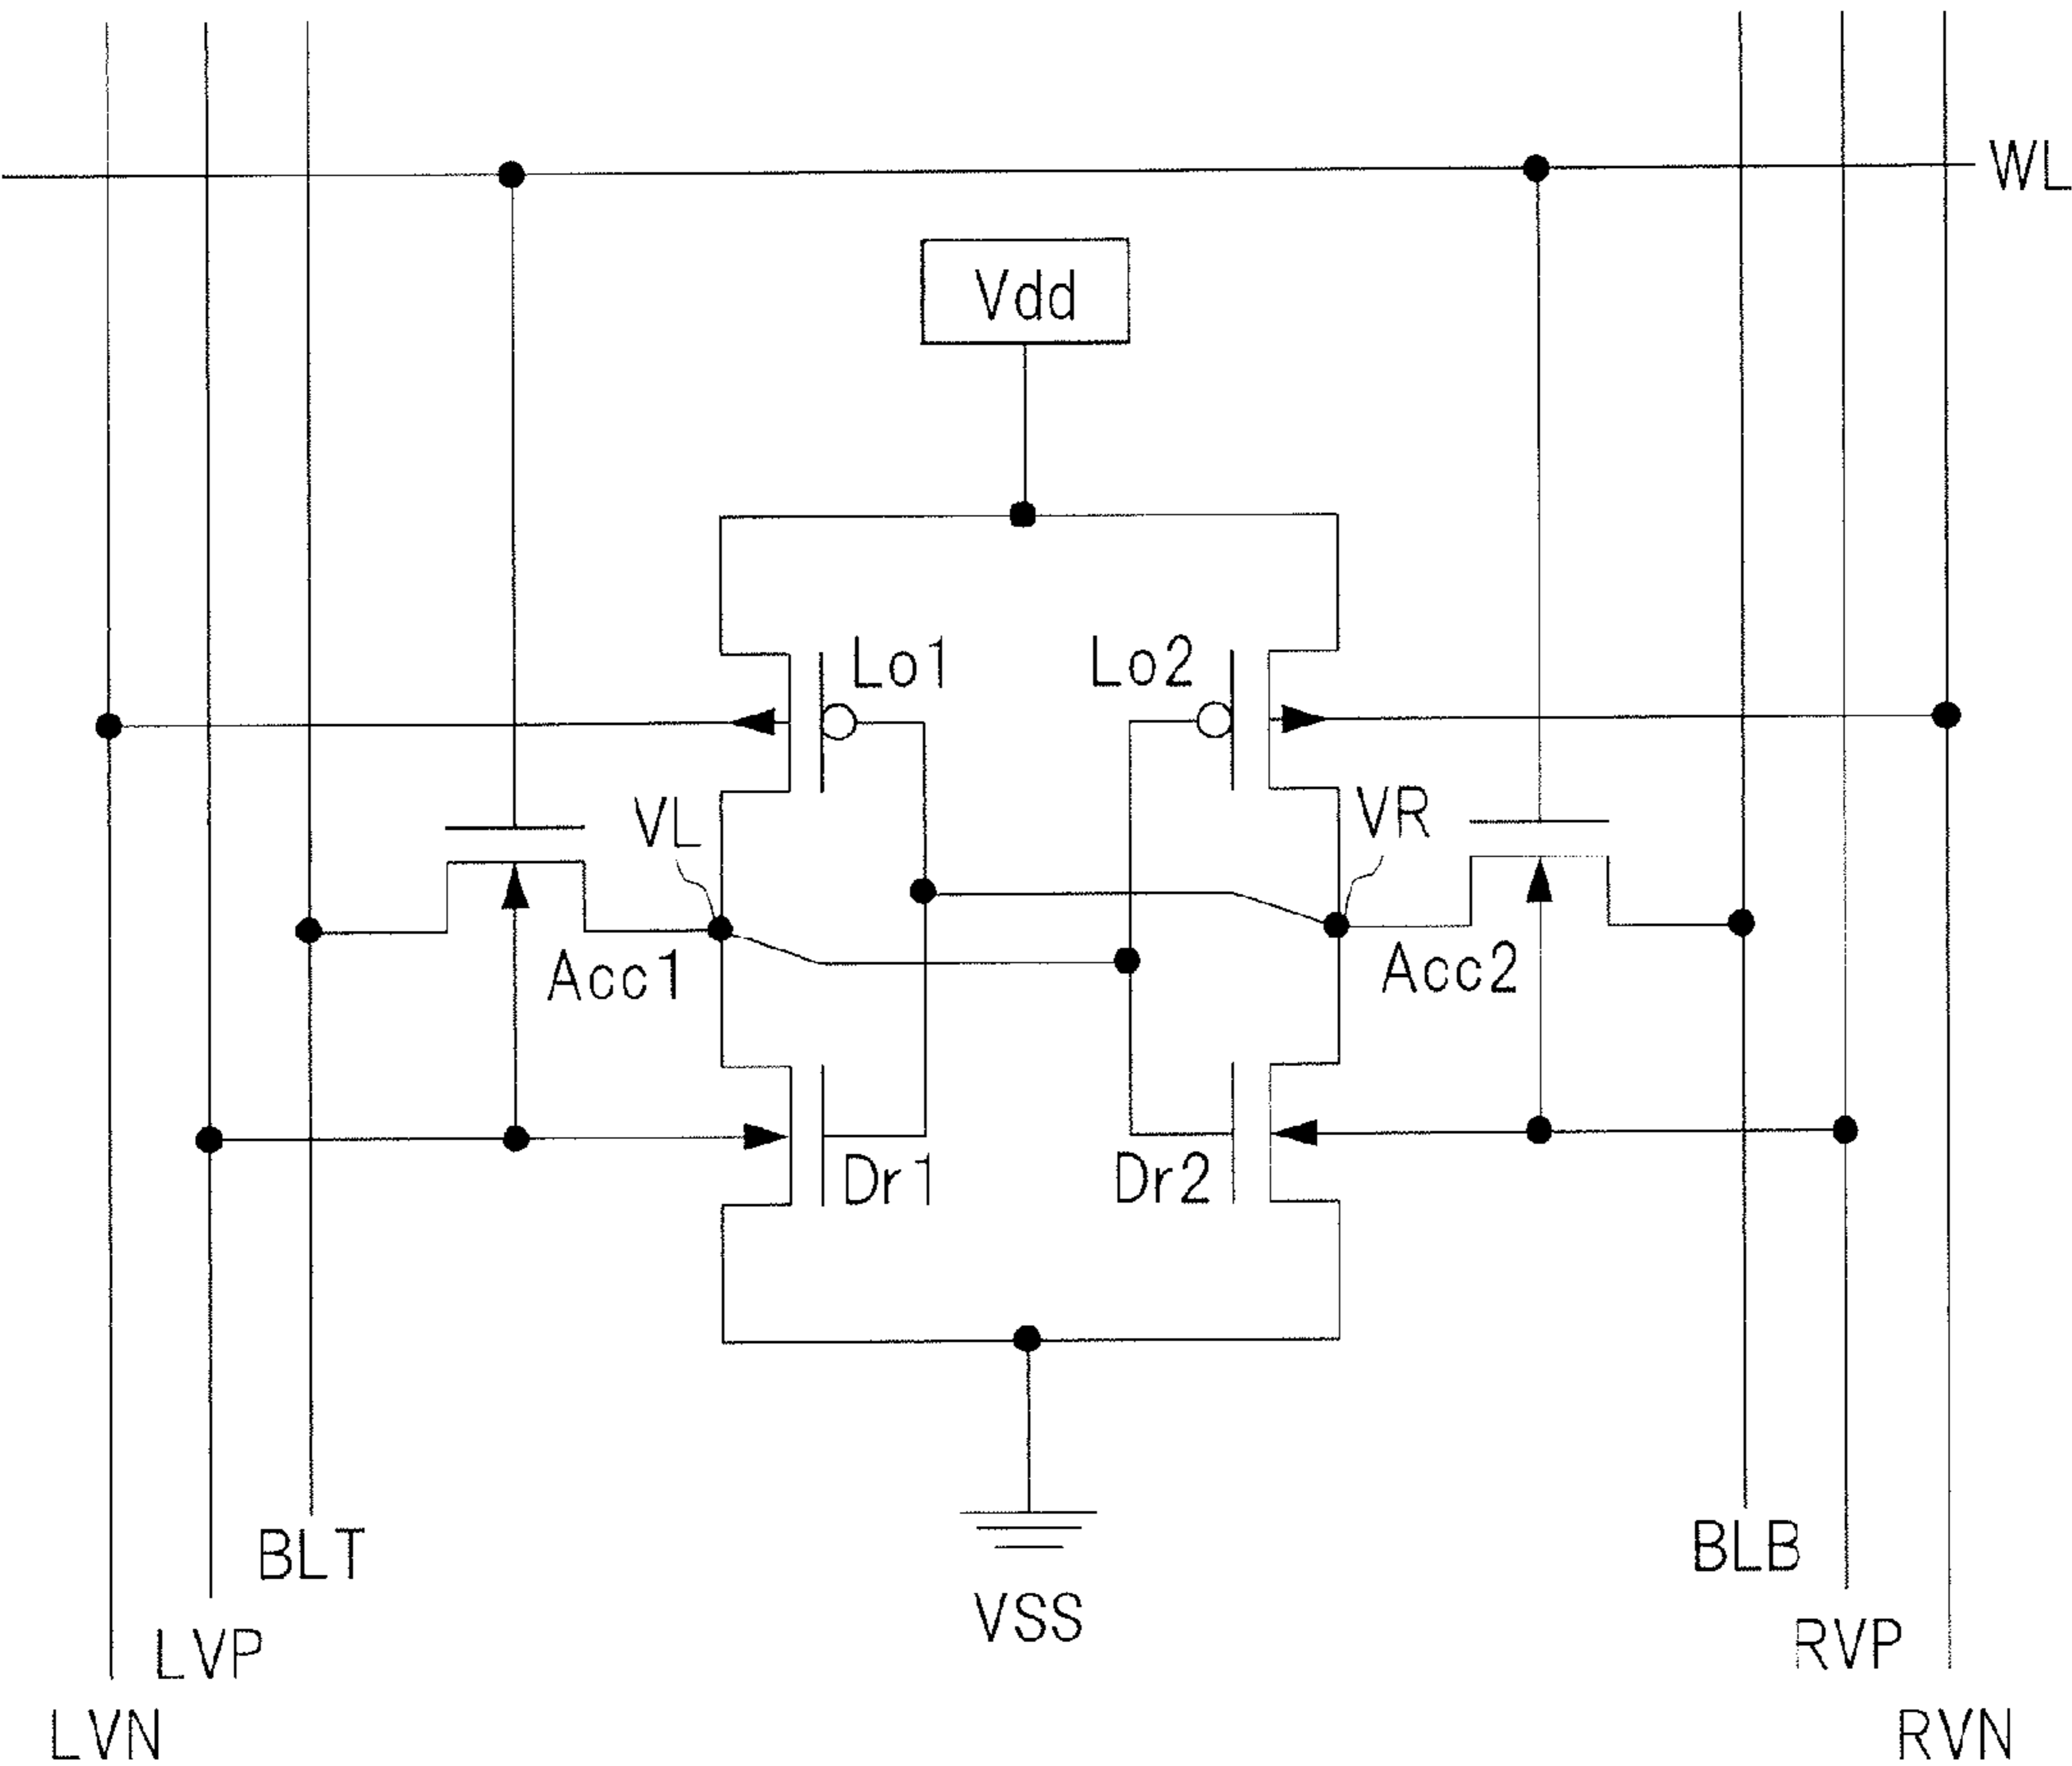 WL
Vdd
Lo1
Lo2
VL
VR
Acc1
Acc2
Dr1
Dr2
BLT
BLB
VSS
LVP
RVP
LVN
RVN